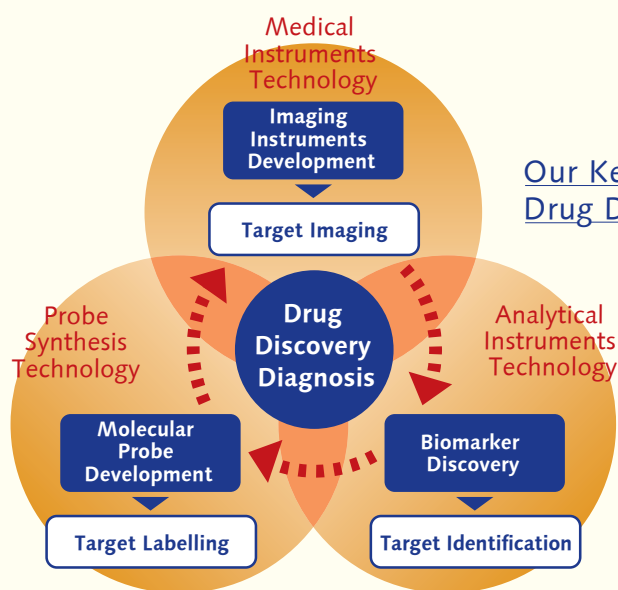 Medical
Instruments
Technology
Imaging
Instruments
Development
Target Imaging
Our Ke
Drug D
Drug
Discovery
Diagnosis
Probe
Synthesis
Technology
Analytical
Instruments
Technology
Molecular
Probe
Development
Target Labelling
Biomarker
Discovery
Target Identification